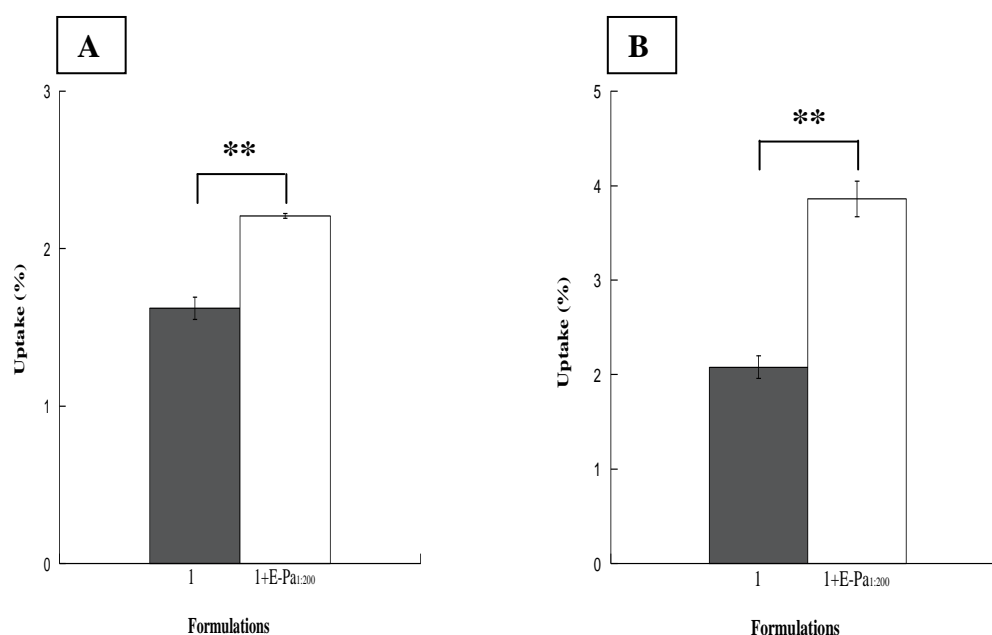 A
3
2
1
0
Uptake (%)
**
1
1+E-Pa1:200
Formulations
B
5
4
3
2
1
0
Uptake (%)
**
1
1+E-Pa1:200
Formulations